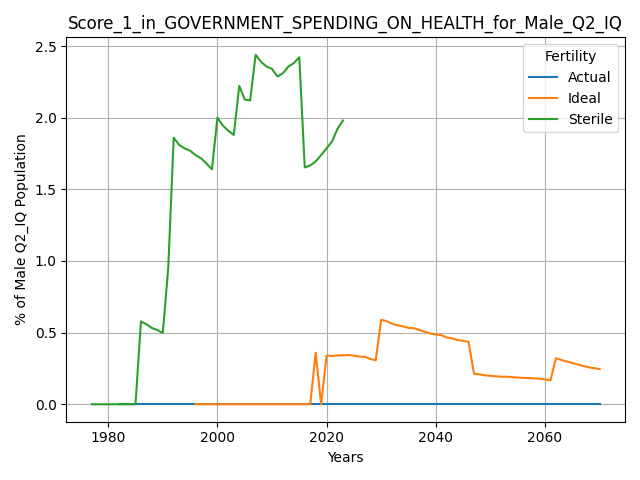 Score_1_in_GOVERNMENT_SPENDING_ON_HEALTH_for_Male_Q2_IQ
Fertility
Actual
Ideal
Sterile
% of Male Q2_IQ Population
2.5
2.0
1.5
1.0
0.5
0.0
1980 2000 2020 2040 2060
Years